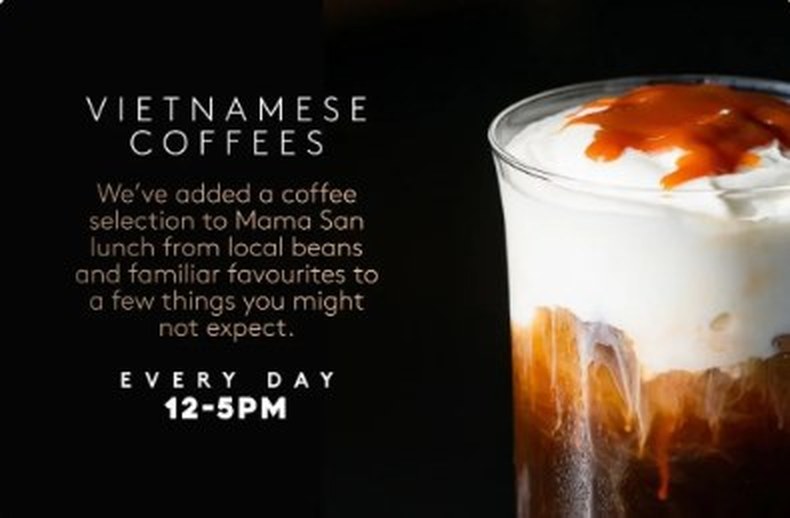 VIETNAMESE
COFFEES
We've added a coffee
selection to Mama San
lunch from local beans
and familiar favourites to
a few things you might
not expect.
EVERY DAY
12-5PM